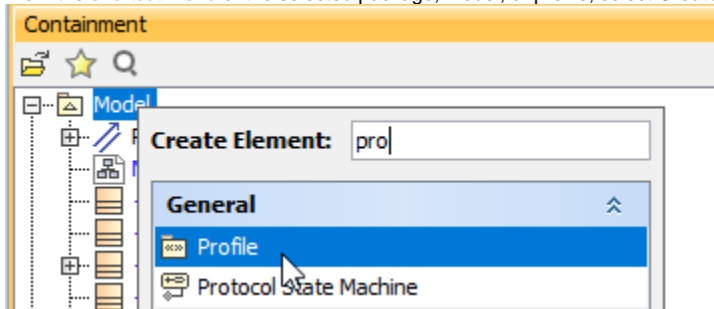 Containment
Model
Create Element: pro
General
Profile
Protocol State Machine